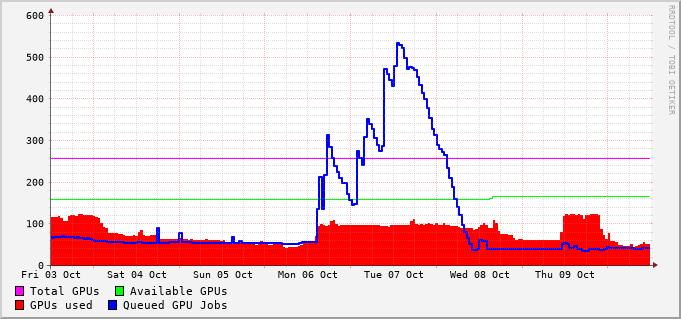 600
500
400
300
200
100
0
Fri 03 Oct Sat 04 Oct Sun 05 Oct Mon 06 Oct Tue 07 Oct Wed 08 Oct Thu 09 Oct
Total GPUs Available GPUs
GPUs used Queued GPU Jobs
RRDTOOL / TOBI OETIKER